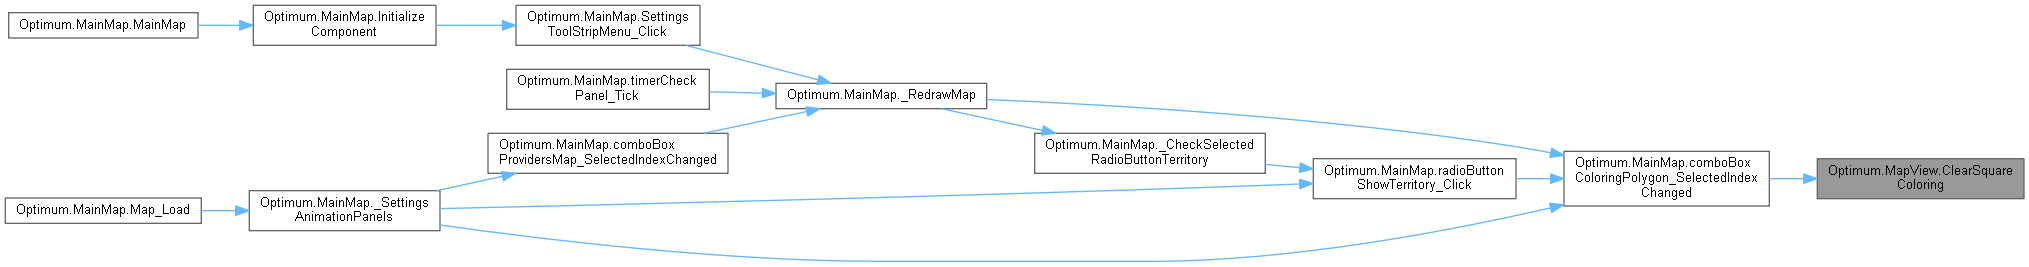 Optimum.MainMap.MainMap
Optimum.MainMap.Initialize
Component
Optimum.MainMap.Settings
ToolStripMenu_Click
Optimum.MainMap.timerCheck
Panel_Tick
Optimum.MainMap._RedrawMap
Optimum.MainMap.comboBox
ProvidersMap_SelectedIndexChanged
Optimum.MainMap._CheckSelected
RadioButtonTerritory
Optimum.MainMap.radioButton
ShowTerritory_Click
Optimum.MainMap.comboBox
ColoringPolygon_SelectedIndex
Changed
Optimum.MapView.ClearSquare
Coloring
Optimum.MainMap.Map_Load
Optimum.MainMap._Settings
AnimationPanels